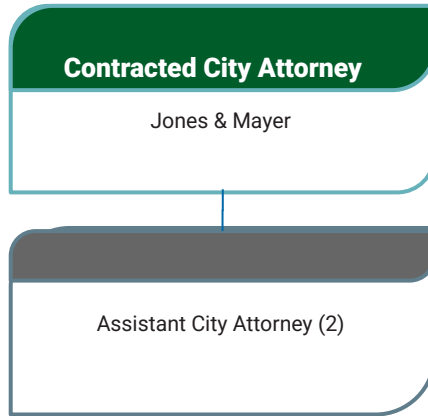 Contracted City Attorney
Jones & Mayer
Assistant City Attorney (2)